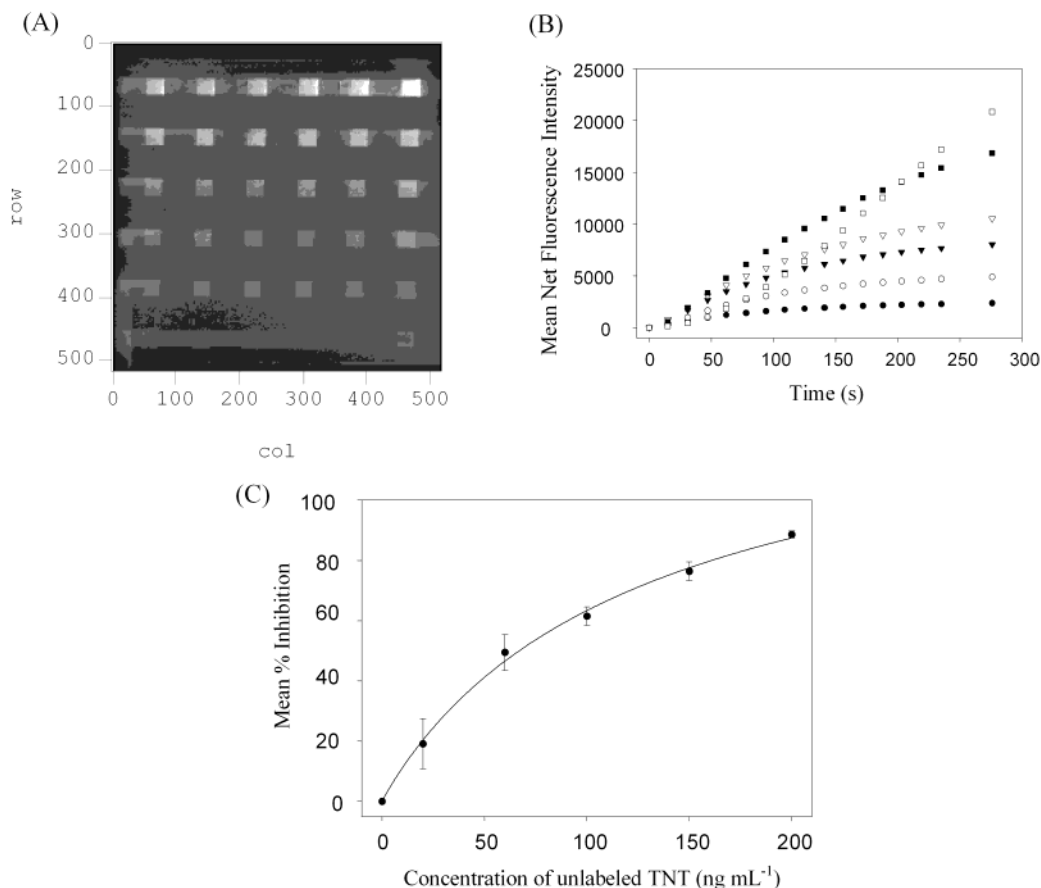 (A)
0
100
200
300
400
500
row
0 100 200 300 400 500
col
(B)
25000
20000
15000
10000
5000
0
Mean Net Fluorescence Intensity
0 50 100 150 200 250 300
Time (s)
(C)
100
80
60
40
20
0
Mean % Inhibition
0 50 100 150 200
Concentration of unlabeled TNT (ng mL⁻¹)